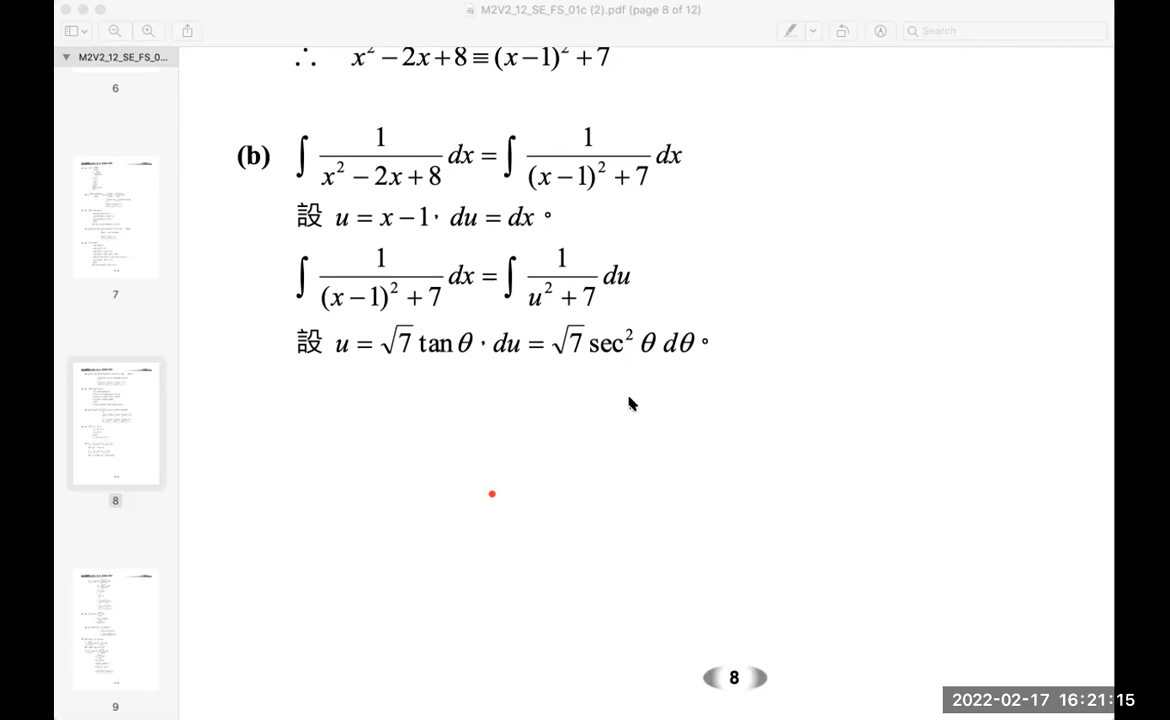 M2V2_12_SE_FS_01c (2).pdf (page 8 of 12)
Search
M2V2_12_SE_FS_0...
6
7
8
9
∴ x² − 2x + 8 ≡ (x − 1)² + 7
(b) ∫ 1/(x² − 2x + 8) dx = ∫ 1/((x − 1)² + 7) dx
設 u = x − 1，du = dx。
∫ 1/((x − 1)² + 7) dx = ∫ 1/(u² + 7) du
設 u = √7 tan θ，du = √7 sec² θ dθ。
8
2022-02-17 16:21:15